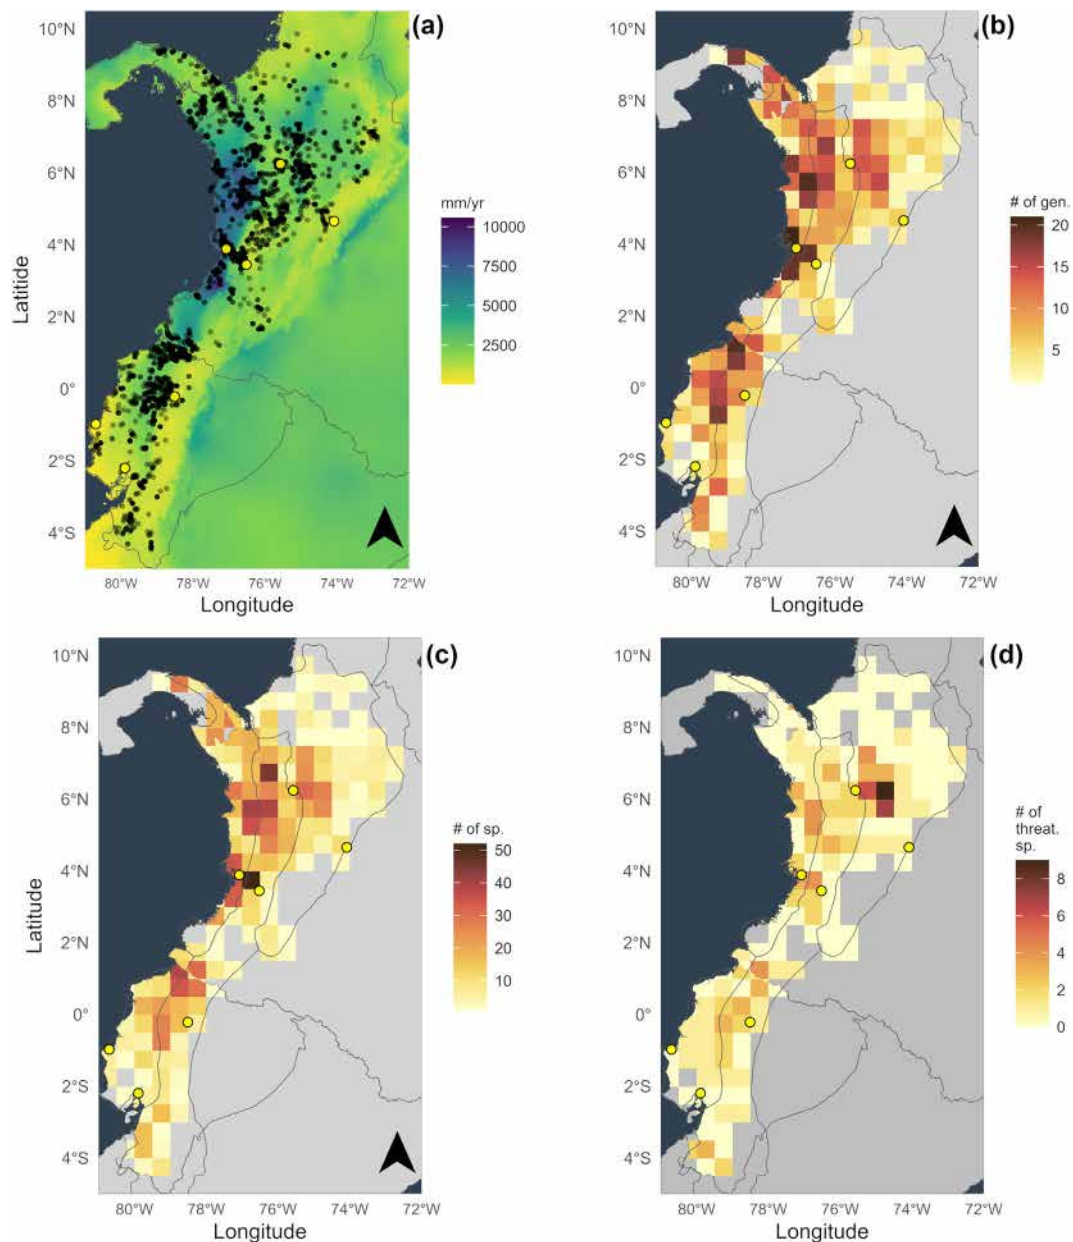 (a)
10°N
8°N
6°N
4°N
2°N
0°
2°S
4°S
Latitide
80°W 78°W 76°W 74°W 72°W
Longitude
mm/yr
10000
7500
5000
2500
(b)
10°N
8°N
6°N
4°N
2°N
0°
2°S
4°S
80°W 78°W 76°W 74°W 72°W
Longitude
# of gen.
20
15
10
5
(c)
10°N
8°N
6°N
4°N
2°N
0°
2°S
4°S
Latitude
80°W 78°W 76°W 74°W 72°W
Longitude
# of sp.
50
40
30
20
10
(d)
10°N
8°N
6°N
4°N
2°N
0°
2°S
4°S
80°W 78°W 76°W 74°W 72°W
Longitude
# of
threat.
sp.
8
6
4
2
0